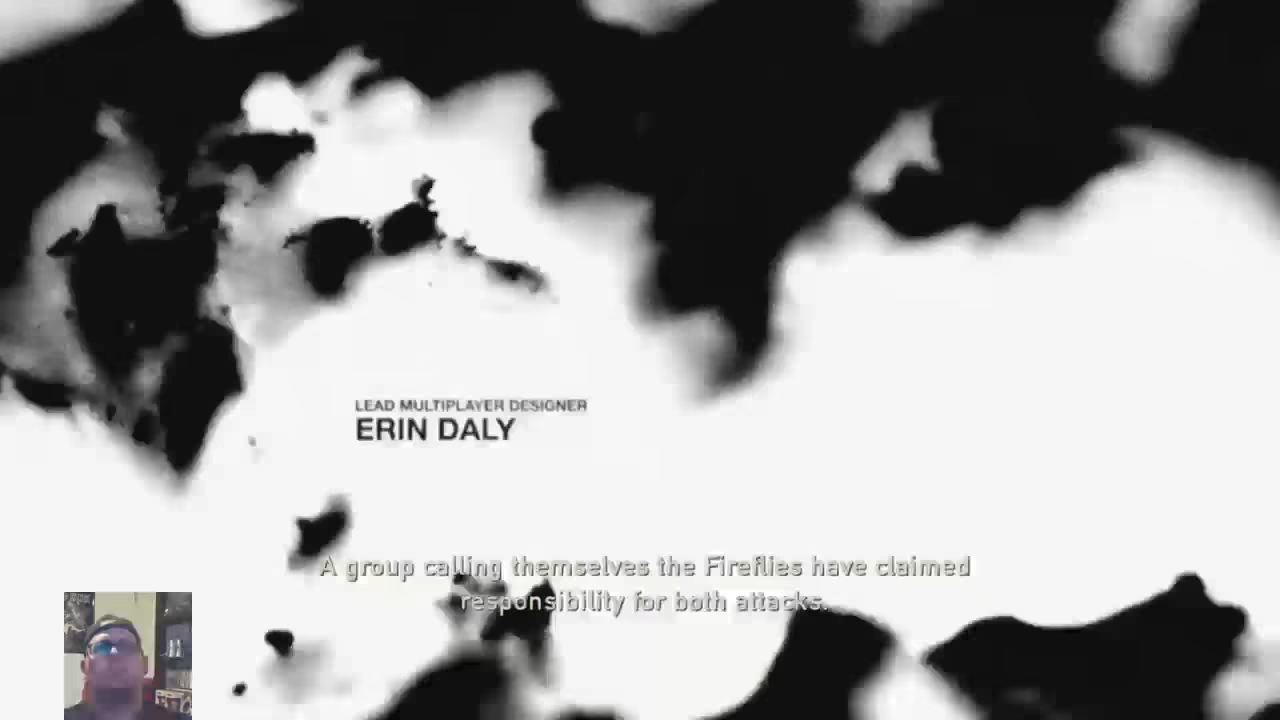 LEAD MULTIPLAYER DESIGNER
ERIN DALY
A group calling themselves the Fireflies have claimed
responsibility for both attacks.